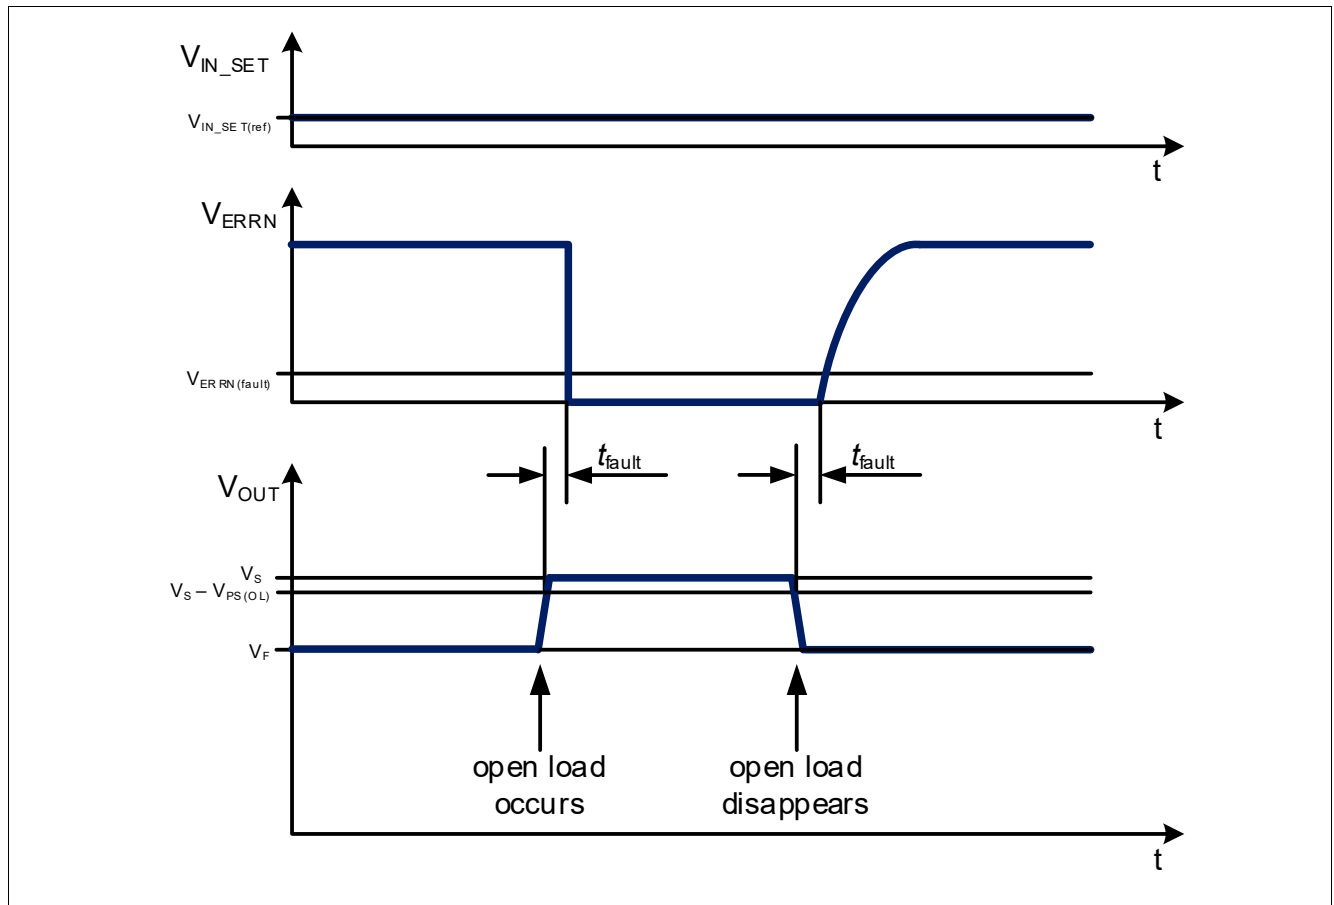 V_IN_SET
V_IN_SET(ref)
t
V_ERRN
V_ERRN(fault)
t
t_fault
t_fault
V_OUT
V_S
V_S – V_PS(OL)
V_F
open load
occurs
open load
disappears
t